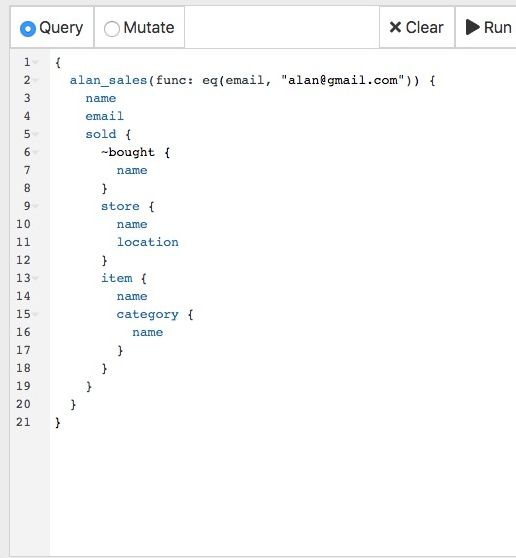 Query Mutate Clear Run
1 {
2 alan_sales(func: eq(email, "alan@gmail.com")) {
3 name
4 email
5 sold {
6 ~bought {
7 name
8 }
9 store {
10 name
11 location
12 }
13 item {
14 name
15 category {
16 name
17 }
18 }
19 }
20 }
21 }